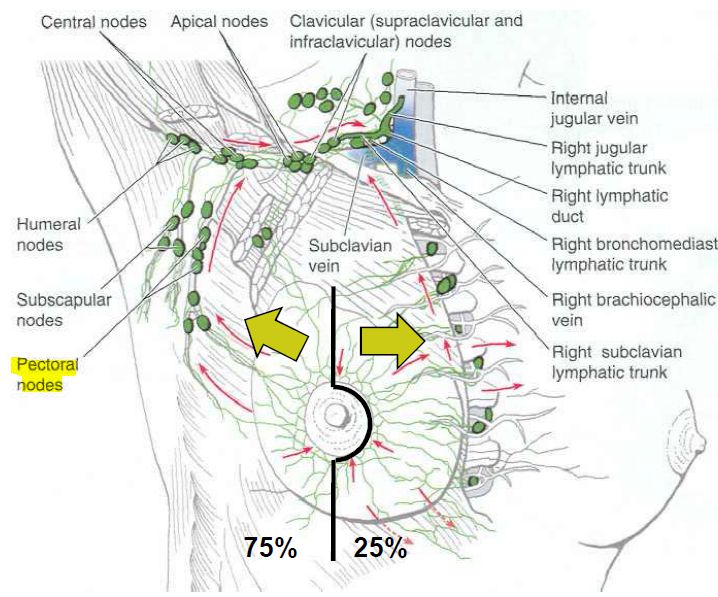 Central nodes
Apical nodes
Clavicular (supraclavicular and
infraclavicular) nodes
Internal
jugular vein
Right jugular
lymphatic trunk
Right lymphatic
duct
Right bronchomediast
lymphatic trunk
Right brachiocephalic
vein
Right subclavian
lymphatic trunk
Subclavian
vein
Humeral
nodes
Subscapular
nodes
Pectoral
nodes
75%
25%